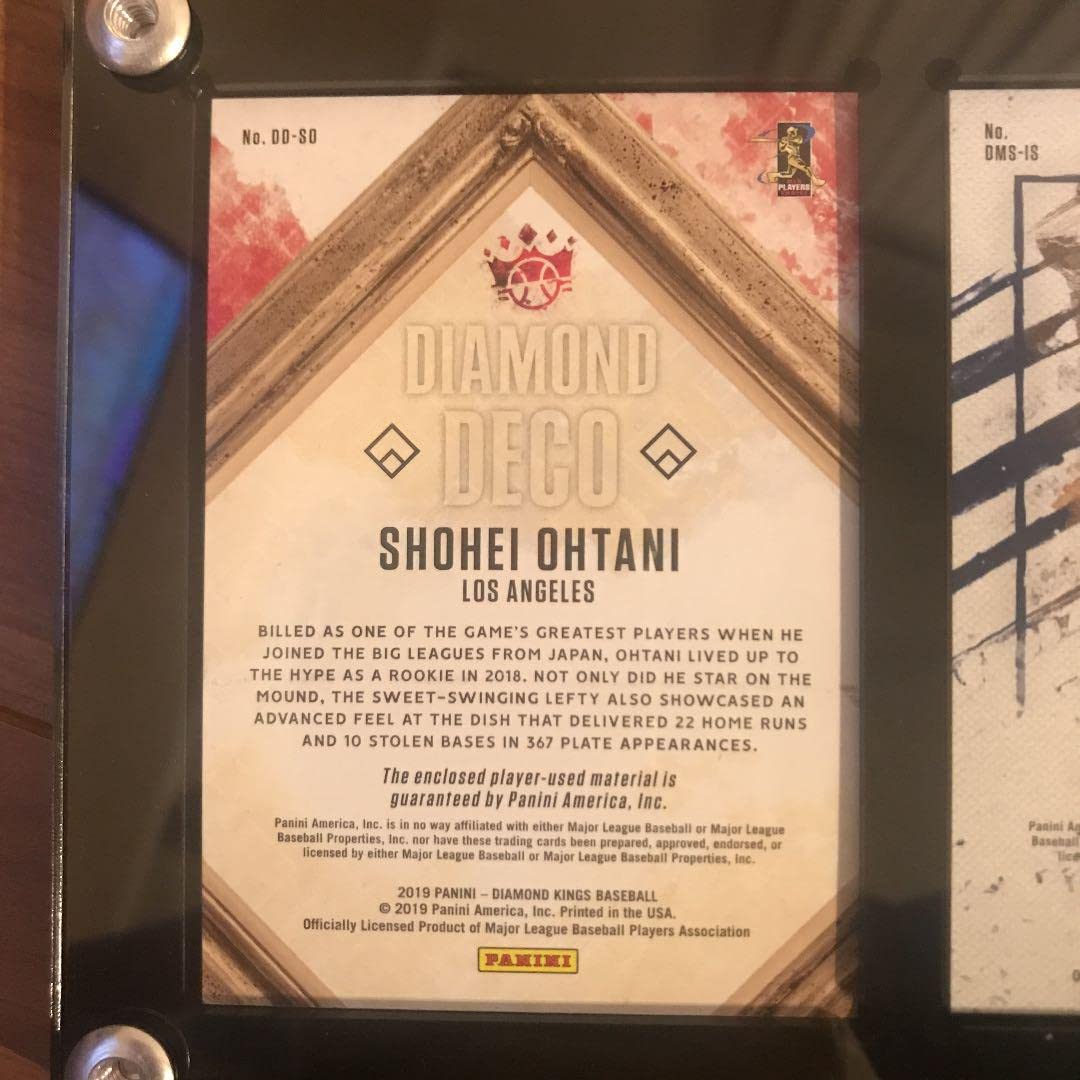 No. DD-SO
PLAYERS
DIAMOND
DECO
SHOHEI OHTANI
LOS ANGELES
BILLED AS ONE OF THE GAME'S GREATEST PLAYERS WHEN HE
JOINED THE BIG LEAGUES FROM JAPAN, OHTANI LIVED UP TO
THE HYPE AS A ROOKIE IN 2018. NOT ONLY DID HE STAR ON THE
MOUND, THE SWEET-SWINGING LEFTY ALSO SHOWCASED AN
ADVANCED FEEL AT THE DISH THAT DELIVERED 22 HOME RUNS
AND 10 STOLEN BASES IN 367 PLATE APPEARANCES.
The enclosed player-used material is
guaranteed by Panini America, Inc.
Panini America, Inc. is in no way affiliated with either Major League Baseball or Major League
Baseball Properties, Inc. nor have these trading cards been prepared, approved, endorsed, or
licensed by either Major League Baseball or Major League Baseball Properties, Inc.
2019 PANINI – DIAMOND KINGS BASEBALL
© 2019 Panini America, Inc. Printed in the USA.
Officially Licensed Product of Major League Baseball Players Association
PANINI
No.
DMS-IS
Panini
Baseball